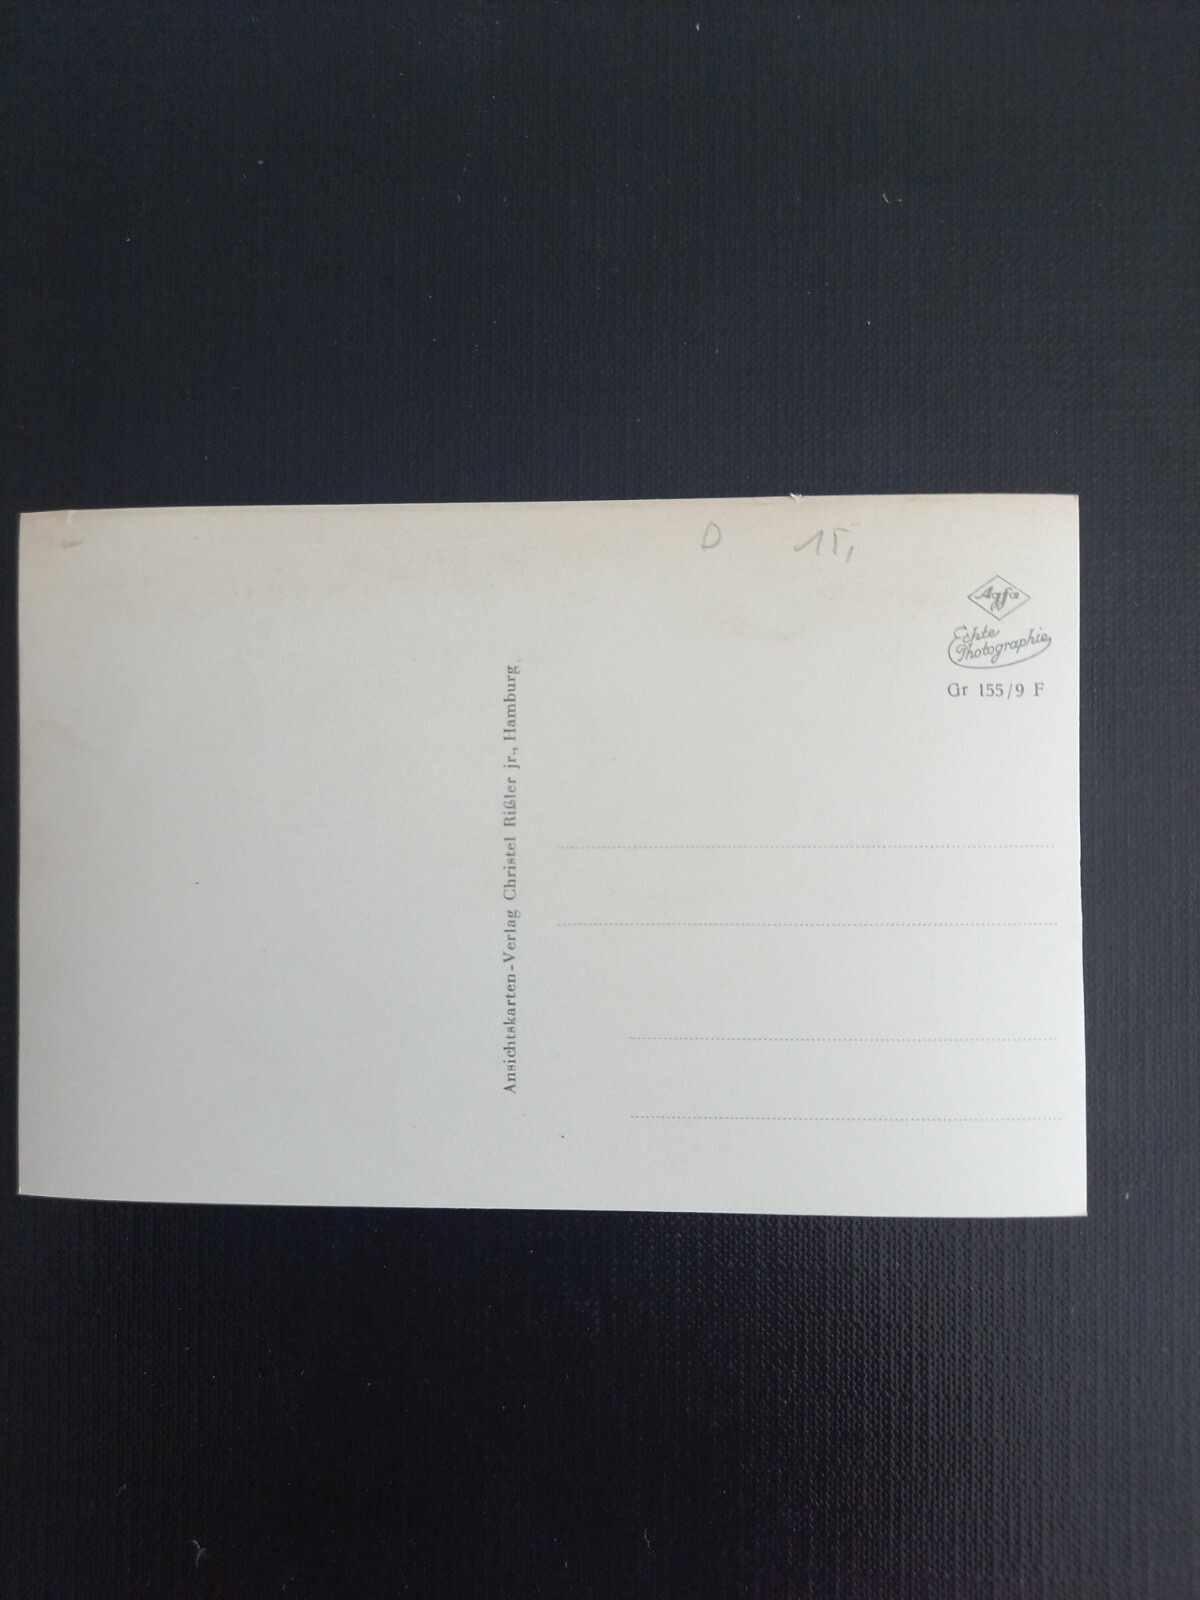 D 15,
Agfa
Echte
Photographie
Gr 155/9 F
Ansichtskarten-Verlag Christel Rißler jr., Hamburg